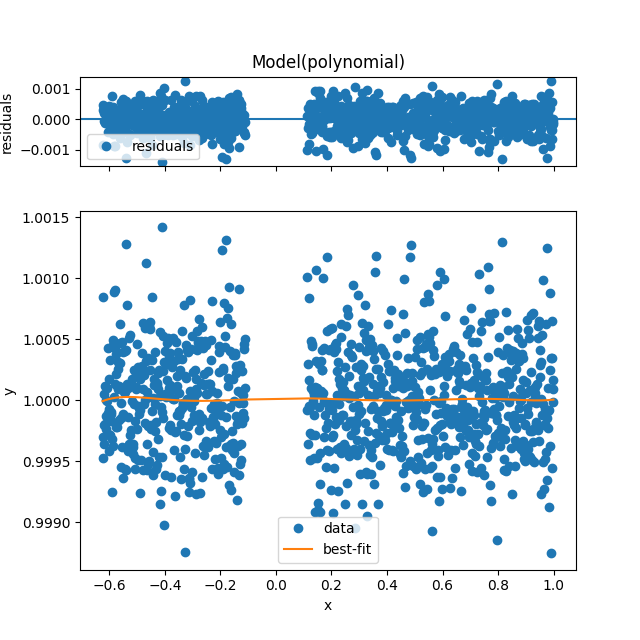 Model(polynomial)
residuals
0.001
0.000
−0.001
residuals
y
1.0015
1.0010
1.0005
1.0000
0.9995
0.9990
data
best-fit
−0.6 −0.4 −0.2 0.0 0.2 0.4 0.6 0.8 1.0
x